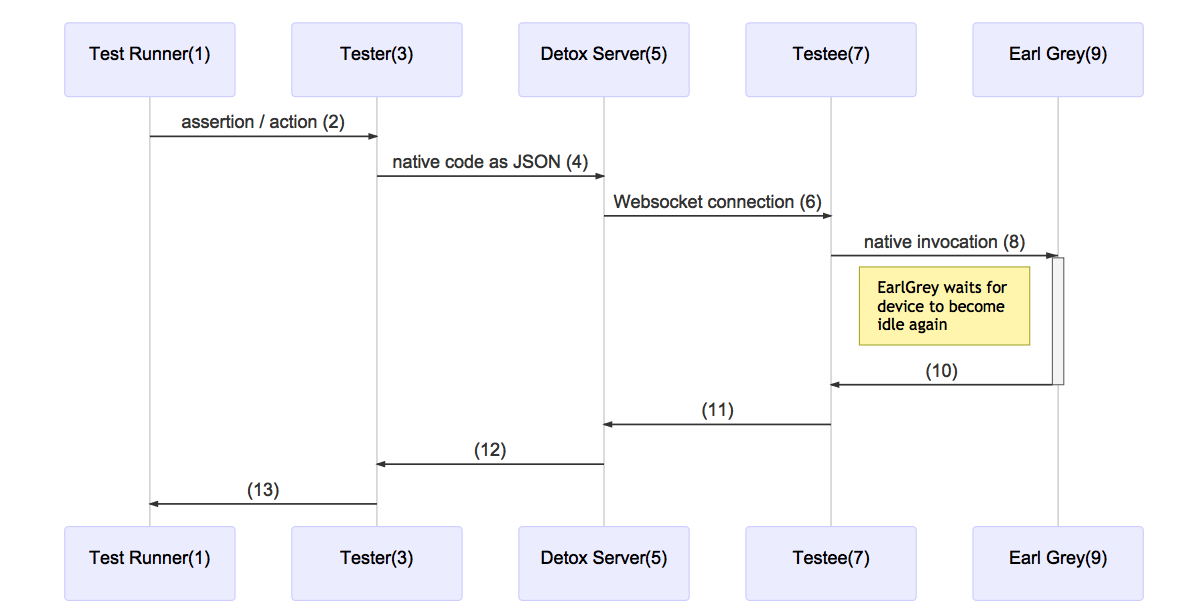 Test Runner(1)
Tester(3)
Detox Server(5)
Testee(7)
Earl Grey(9)
assertion / action (2)
native code as JSON (4)
Websocket connection (6)
native invocation (8)
EarlGrey waits for
device to become
idle again
(10)
(11)
(12)
(13)
Test Runner(1)
Tester(3)
Detox Server(5)
Testee(7)
Earl Grey(9)